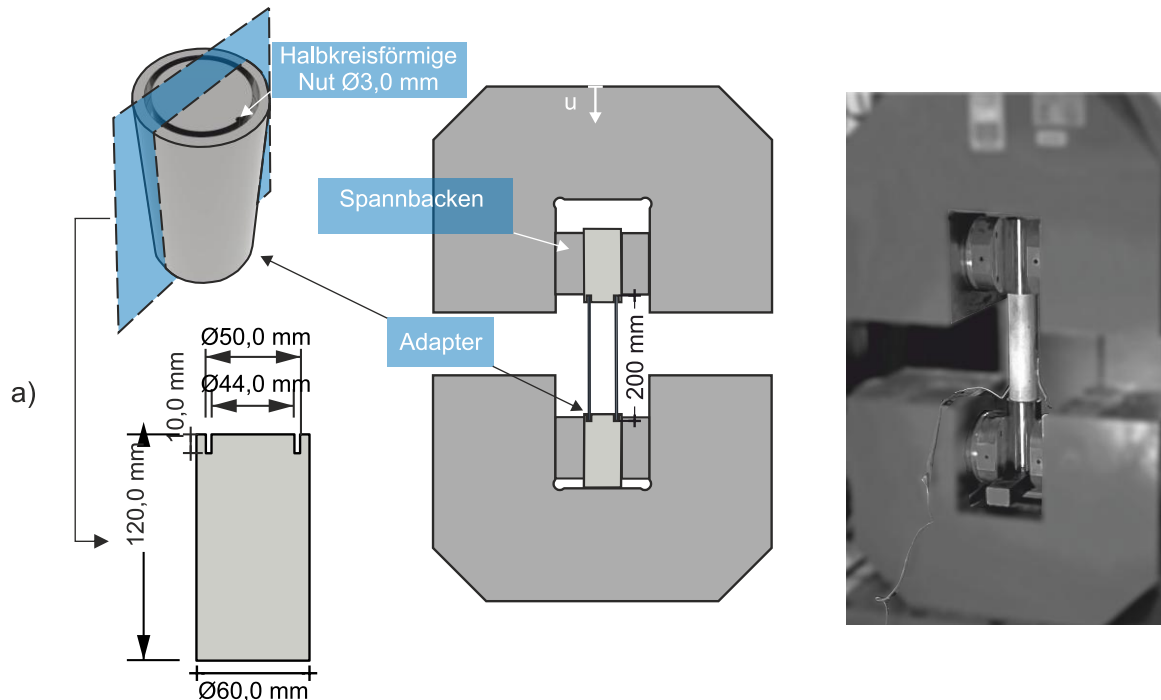 Halbkreisförmige
Nut Ø3,0 mm
u
Spannbacken
Adapter
200 mm
a)
Ø50,0 mm
Ø44,0 mm
10,0 mm
120,0 mm
Ø60,0 mm